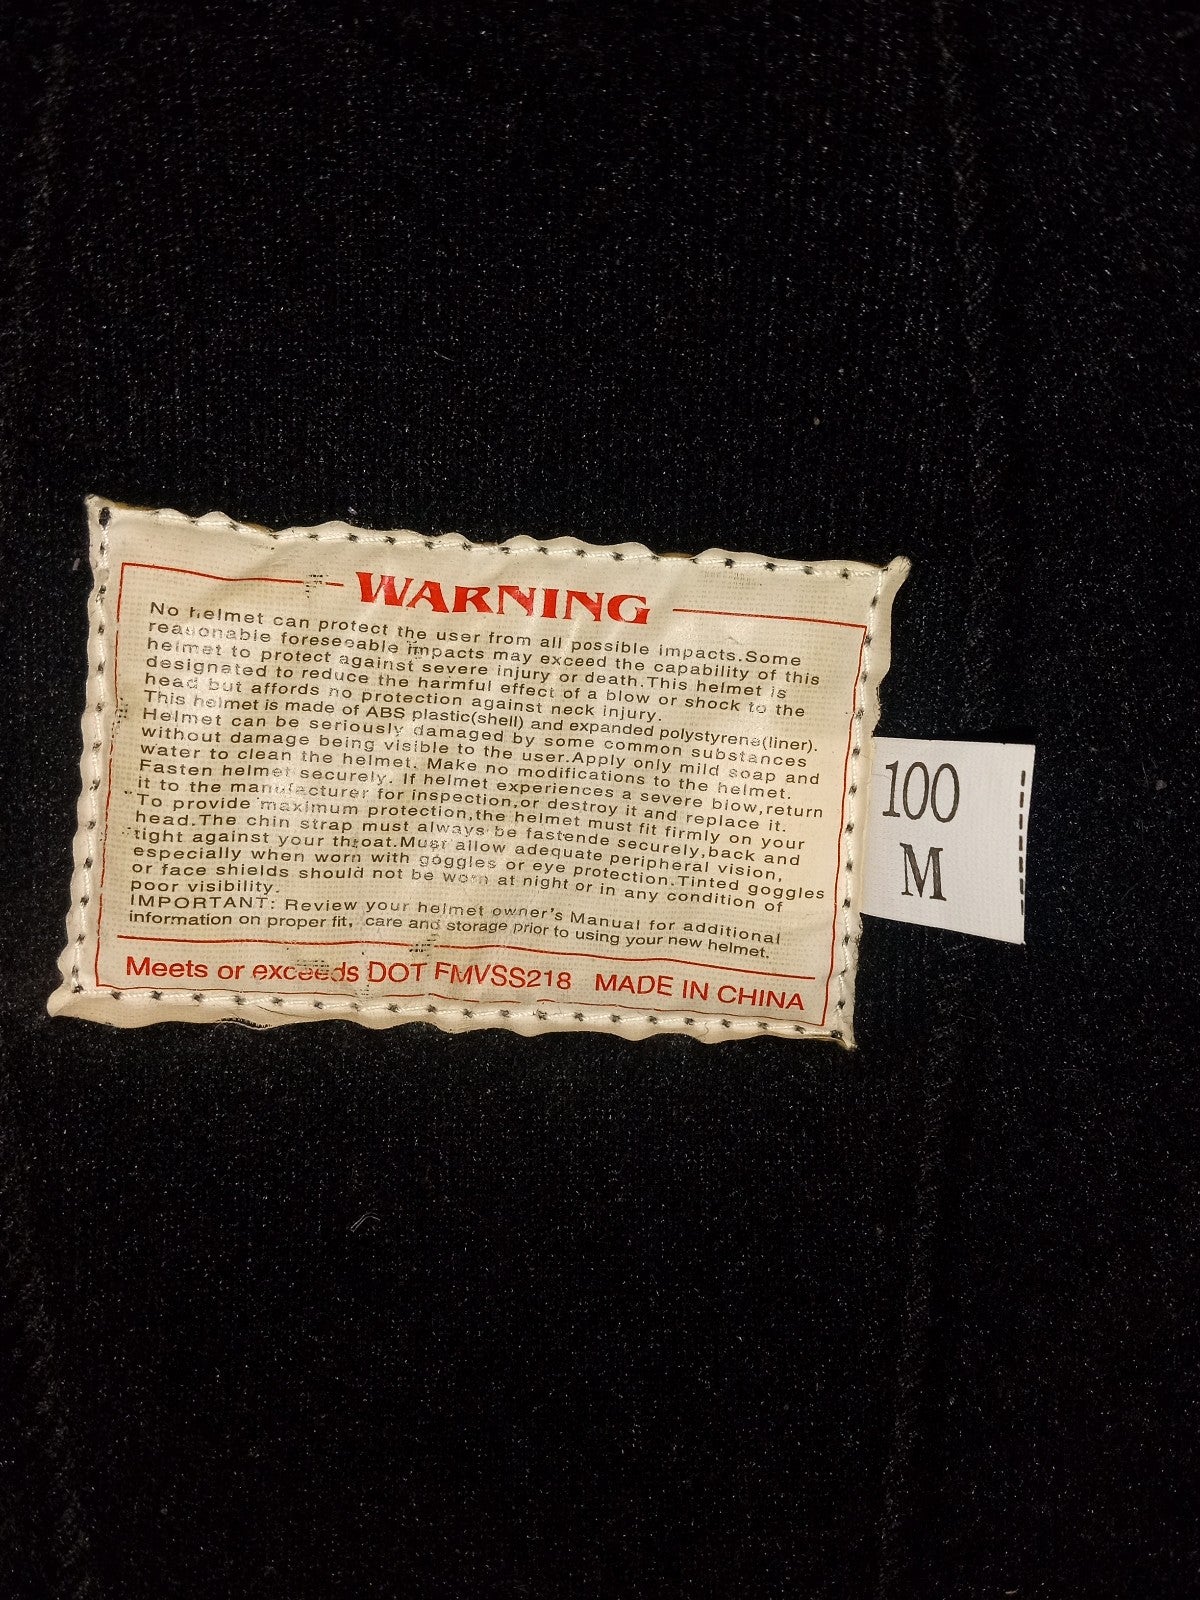 WARNING
No helmet can protect the user from all possible impacts.Some
reasonable foreseeable impacts may exceed the capability of this
helmet to protect against severe injury or death.This helmet is
designated to reduce the harmful effect of a blow or shock to the
head but affords no protection against neck injury.
This helmet is made of ABS plastic(shell) and expanded polystyrene(liner).
Helmet can be seriously damaged by some common substances
without damage being visible to the user.Apply only mild soap and
water to clean the helmet. Make no modifications to the helmet.
Fasten helmet securely. If helmet experiences a severe blow,return
it to the manufacturer for inspection,or destroy it and replace it.
To provide maximum protection,the helmet must fit firmly on your
head.The chin strap must always be fastende securely,back and
tight against your throat.Must allow adequate peripheral vision,
especially when worn with goggles or eye protection.Tinted goggles
or face shields should not be worn at night or in any condition of
poor visibility.
IMPORTANT: Review your helmet owner's Manual for additional
information on proper fit, care and storage prior to using your new helmet.
Meets or exceeds DOT FMVSS218 MADE IN CHINA
100
M